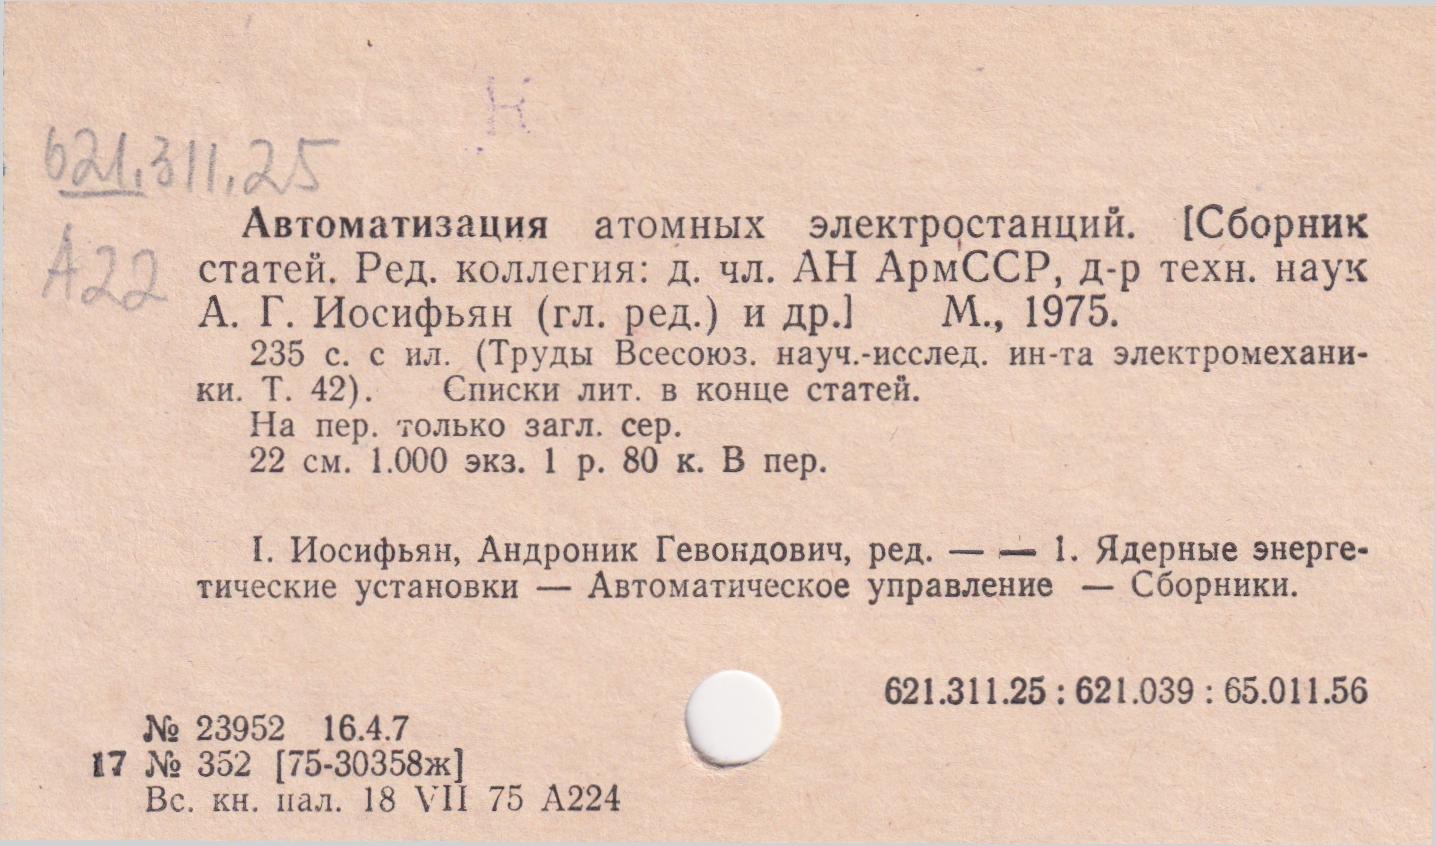 н
621.311.25
А22
Автоматизация атомных электростанций. [Сборник
статей. Ред. коллегия: д. чл. АН АрмССР, д-р техн. наук
А. Г. Иосифьян (гл. ред.) и др.] М., 1975.
235 с. с ил. (Труды Всесоюз. науч.-исслед. ин-та электромехани-
ки. Т. 42). Списки лит. в конце статей.
На пер. только загл. сер.
22 см. 1.000 экз. 1 р. 80 к. В пер.
I. Иосифьян, Андроник Гевондович, ред. — — 1. Ядерные энерге-
тические установки — Автоматическое управление — Сборники.
621.311.25 : 621.039 : 65.011.56
№ 23952 16.4.7
17 № 352 [75-30358ж]
Вс. кн. пал. 18 VII 75 А224